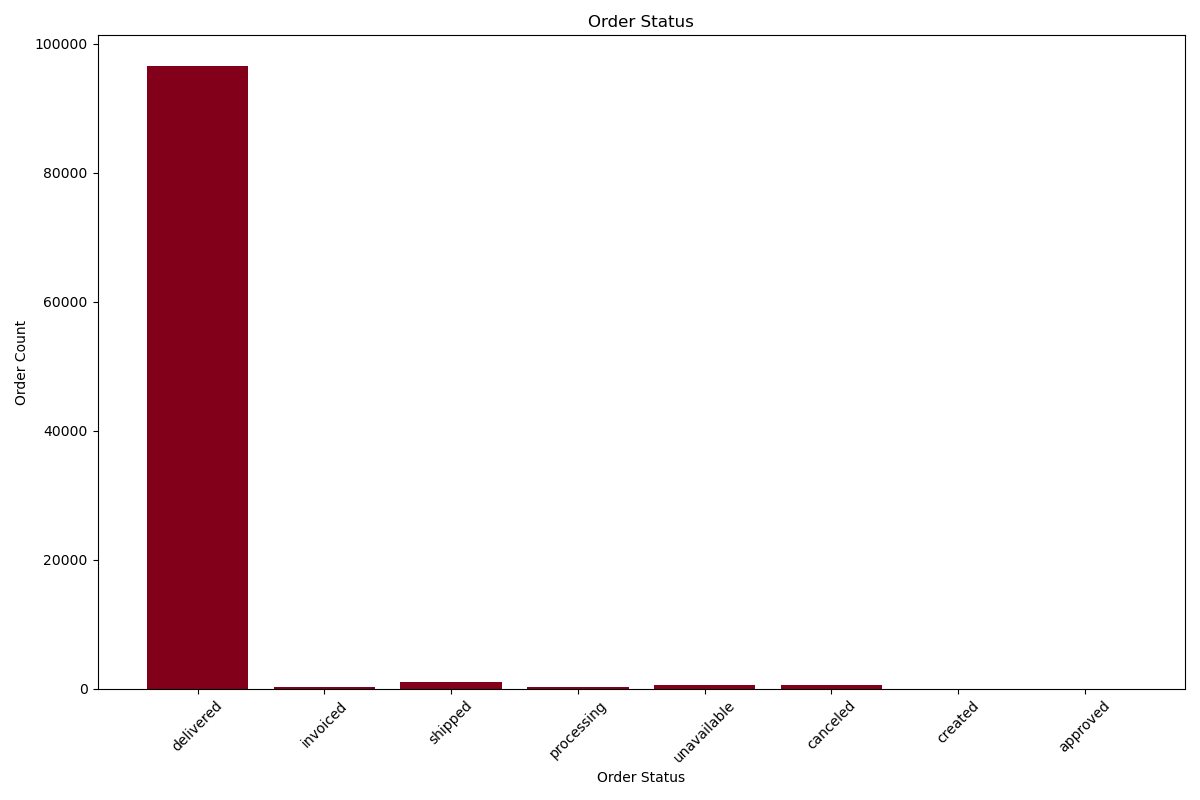 Order Status
100000
80000
60000
40000
20000
0
Order Count
delivered
invoiced
shipped
processing
unavailable
canceled
created
approved
Order Status